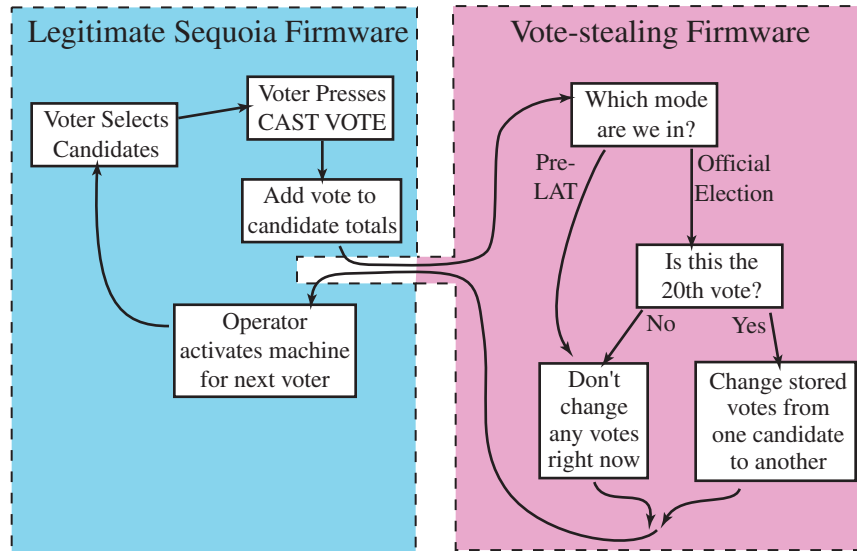 Legitimate Sequoia Firmware
Voter Selects
Candidates
Voter Presses
CAST VOTE
Add vote to
candidate totals
Operator
activates machine
for next voter
Vote-stealing Firmware
Which mode
are we in?
Pre-
LAT
Official
Election
Is this the
20th vote?
No
Yes
Don't
change
any votes
right now
Change stored
votes from
one candidate
to another